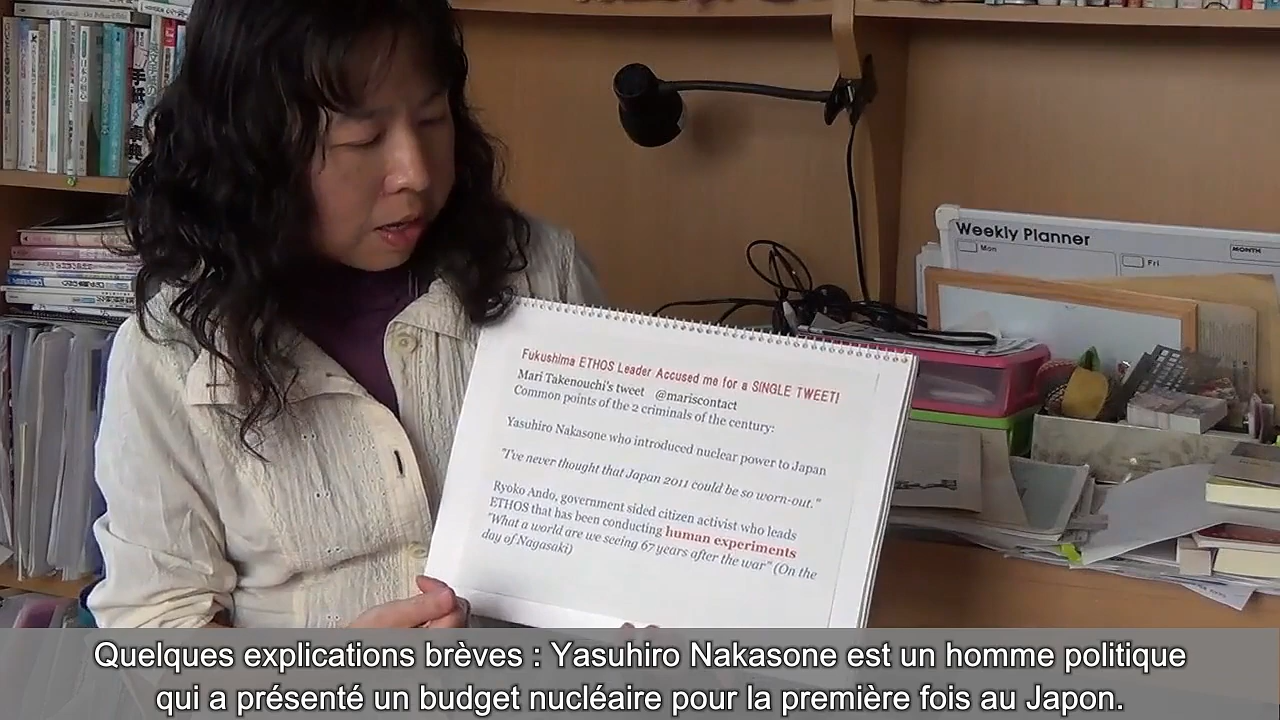 手紙
事典
Weekly Planner
MONTH
Mon
Fri
Fukushima ETHOS Leader Accused me for a SINGLE TWEET!
Mari Takenouchi's tweet @mariscontact
Common points of the 2 criminals of the century:
Yasuhiro Nakasone who introduced nuclear power to Japan
"I've never thought that Japan 2011 could be so worn-out."
Ryoko Ando, government sided citizen activist who leads
ETHOS that has been conducting human experiments
"What a world are we seeing 67 years after the war" (On the
day of Nagasaki)
Quelques explications brèves : Yasuhiro Nakasone est un homme politique
qui a présenté un budget nucléaire pour la première fois au Japon.